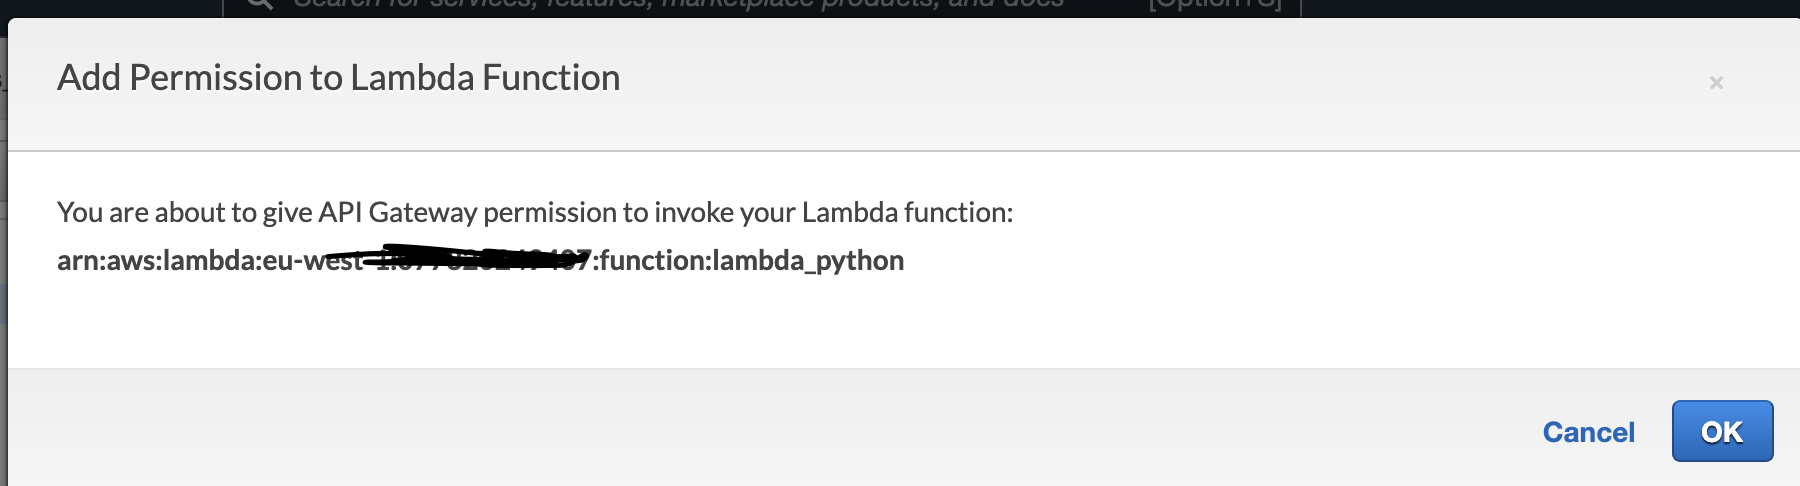 Search for services, features, marketplace products, and docs [Option+S]
Add Permission to Lambda Function
×
You are about to give API Gateway permission to invoke your Lambda function:
arn:aws:lambda:eu-west :function:lambda_python
Cancel OK